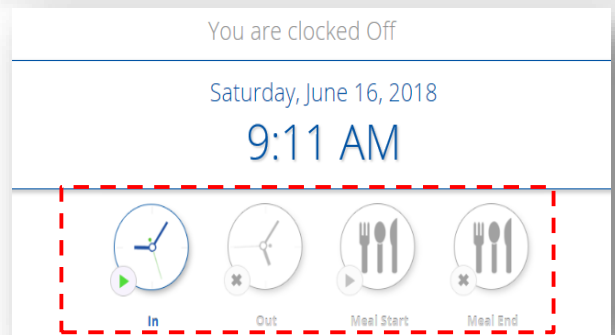 You are clocked Off
Saturday, June 16, 2018
9:11 AM
In Out Meal Start Meal End